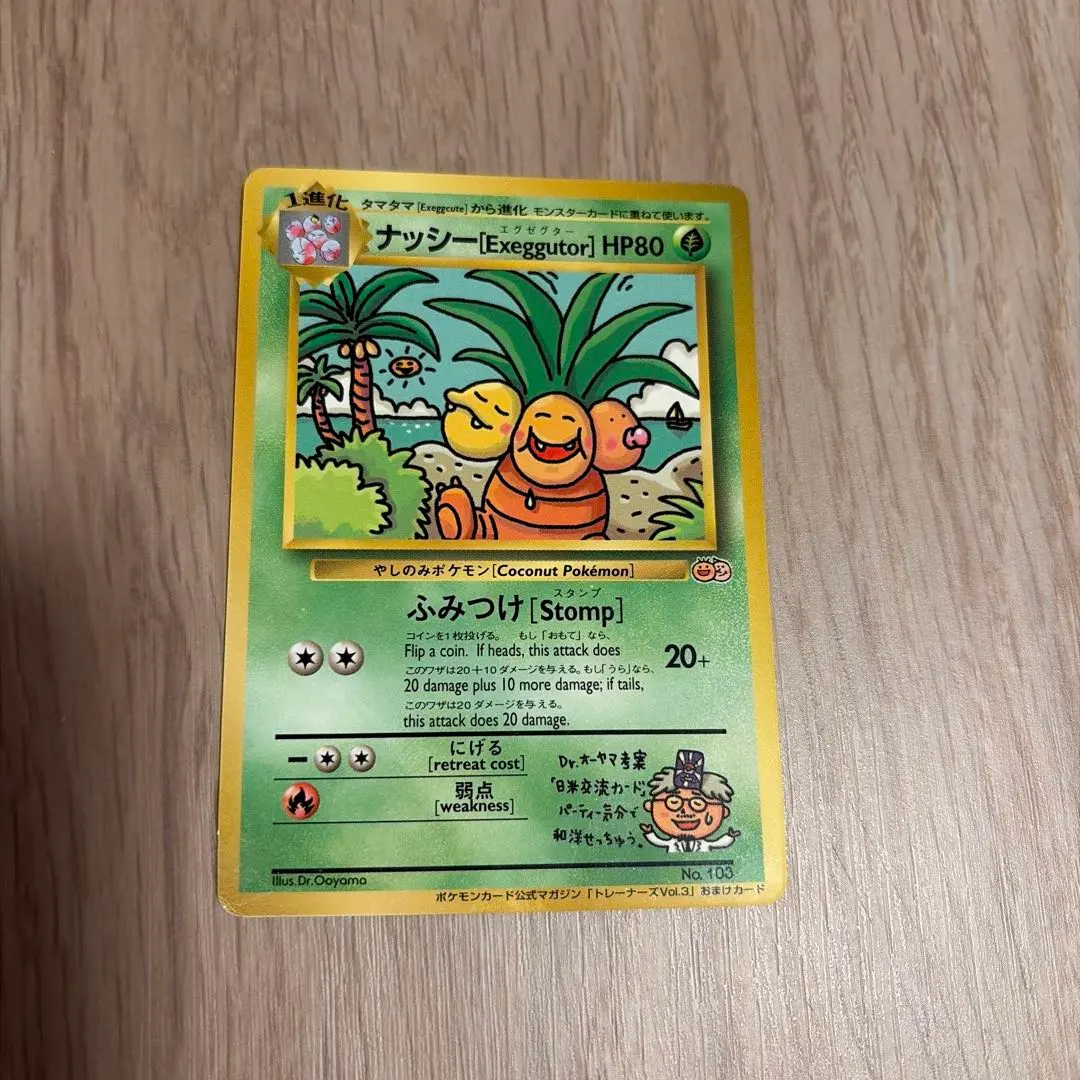 1進化
タマタマ [Exeggcute] から進化 モンスターカードに重ねて使います。
エグゼグター
ナッシー[Exeggutor] HP80
やしのみポケモン[Coconut Pokémon]
スタンプ
ふみつけ[Stomp]
コインを1枚投げる。 もし「おもて」なら、
Flip a coin. If heads, this attack does
20+
このワザは20+10ダメージを与える。もし「うら」なら、
20 damage plus 10 more damage; if tails,
このワザは20ダメージを与える。
this attack does 20 damage.
にげる
[retreat cost]
弱点
[weakness]
Dr.オーヤマ考案
「日米交流カード」
パーティー気分で
和洋せっちゅう。
Illus.Dr.Ooyama
No. 103
ポケモンカード公式マガジン「トレーナーズVol.3」おまけカード